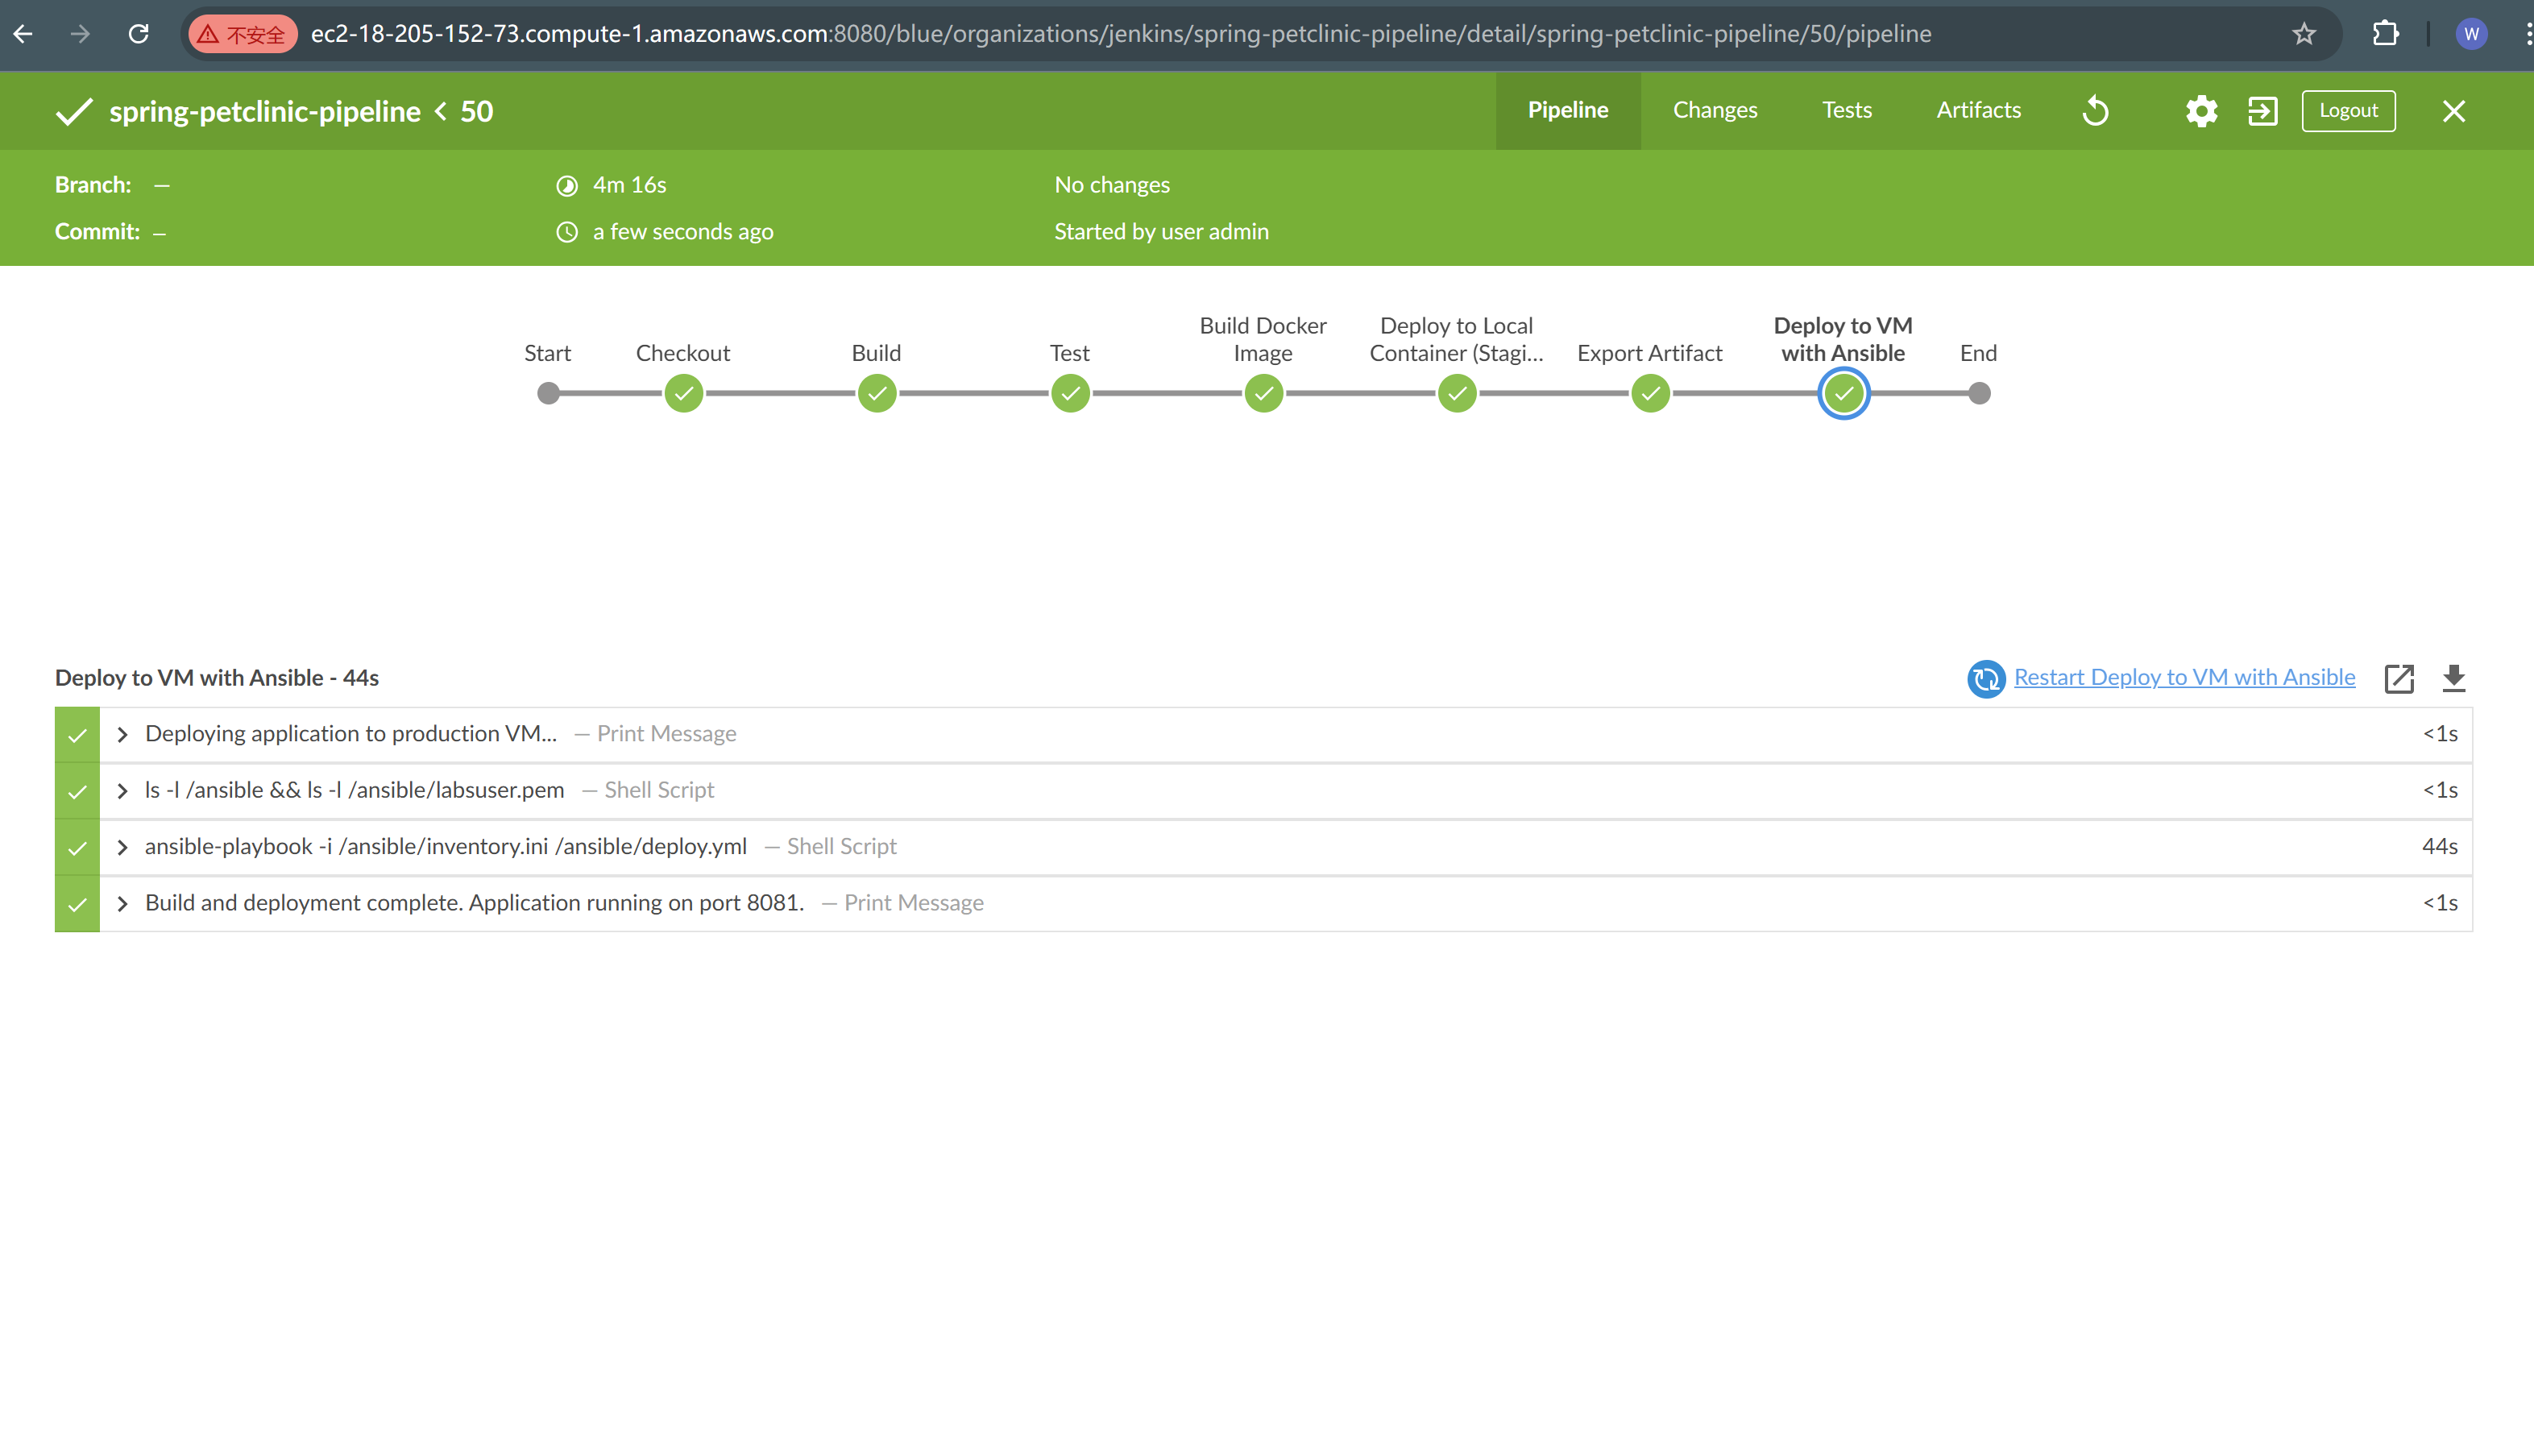 不安全 ec2-18-205-152-73.compute-1.amazonaws.com:8080/blue/organizations/jenkins/spring-petclinic-pipeline/detail/spring-petclinic-pipeline/50/pipeline W
spring-petclinic-pipeline < 50 Pipeline Changes Tests Artifacts Logout
Branch: — 4m 16s No changes
Commit: — a few seconds ago Started by user admin
Start
Checkout
Build
Test
Build Docker
Image
Deploy to Local
Container (Stagi...
Export Artifact
Deploy to VM
with Ansible
End
Deploy to VM with Ansible - 44s Restart Deploy to VM with Ansible
Deploying application to production VM... — Print Message <1s
ls -l /ansible && ls -l /ansible/labsuser.pem — Shell Script <1s
ansible-playbook -i /ansible/inventory.ini /ansible/deploy.yml — Shell Script 44s
Build and deployment complete. Application running on port 8081. — Print Message <1s